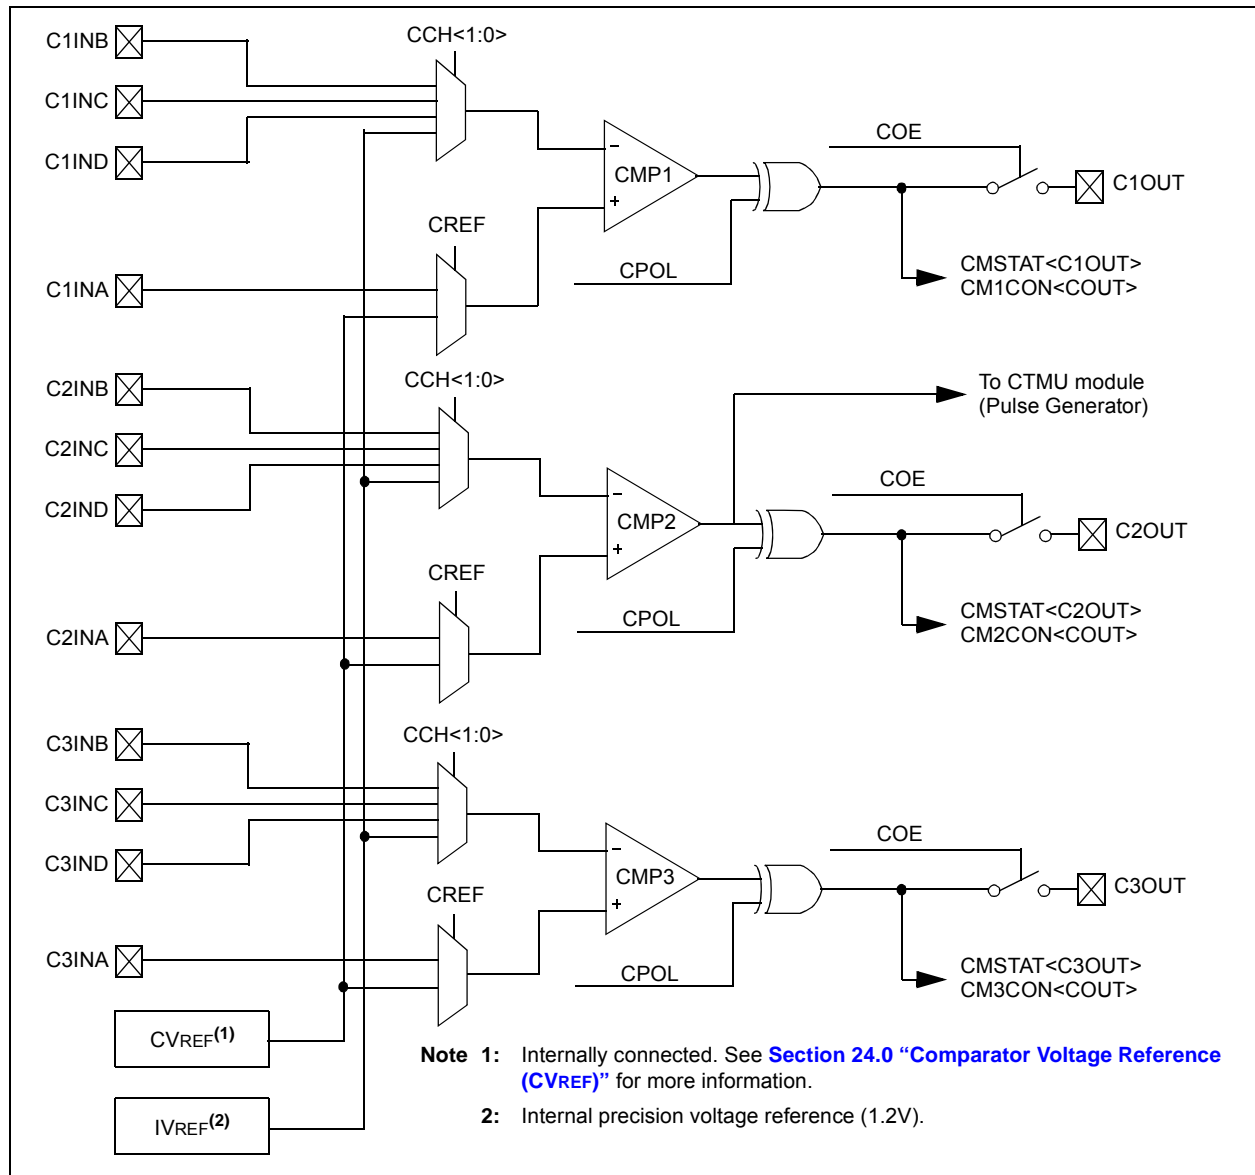 CCH<1:0>
C1INB
C1INC
C1IND
COE
CMP1
C1OUT
CREF
CPOL
C1INA
CMSTAT<C1OUT>
CM1CON<COUT>
−
+
CCH<1:0>
C2INB
C2INC
C2IND
To CTMU module
(Pulse Generator)
COE
CMP2
C2OUT
CREF
CPOL
C2INA
CMSTAT<C2OUT>
CM2CON<COUT>
−
+
CCH<1:0>
C3INB
C3INC
C3IND
COE
CMP3
C3OUT
CREF
CPOL
C3INA
CMSTAT<C3OUT>
CM3CON<COUT>
−
+
CVREF(1)
IVREF(2)
Note 1: Internally connected. See Section 24.0 “Comparator Voltage Reference
(CVREF)” for more information.
2: Internal precision voltage reference (1.2V).